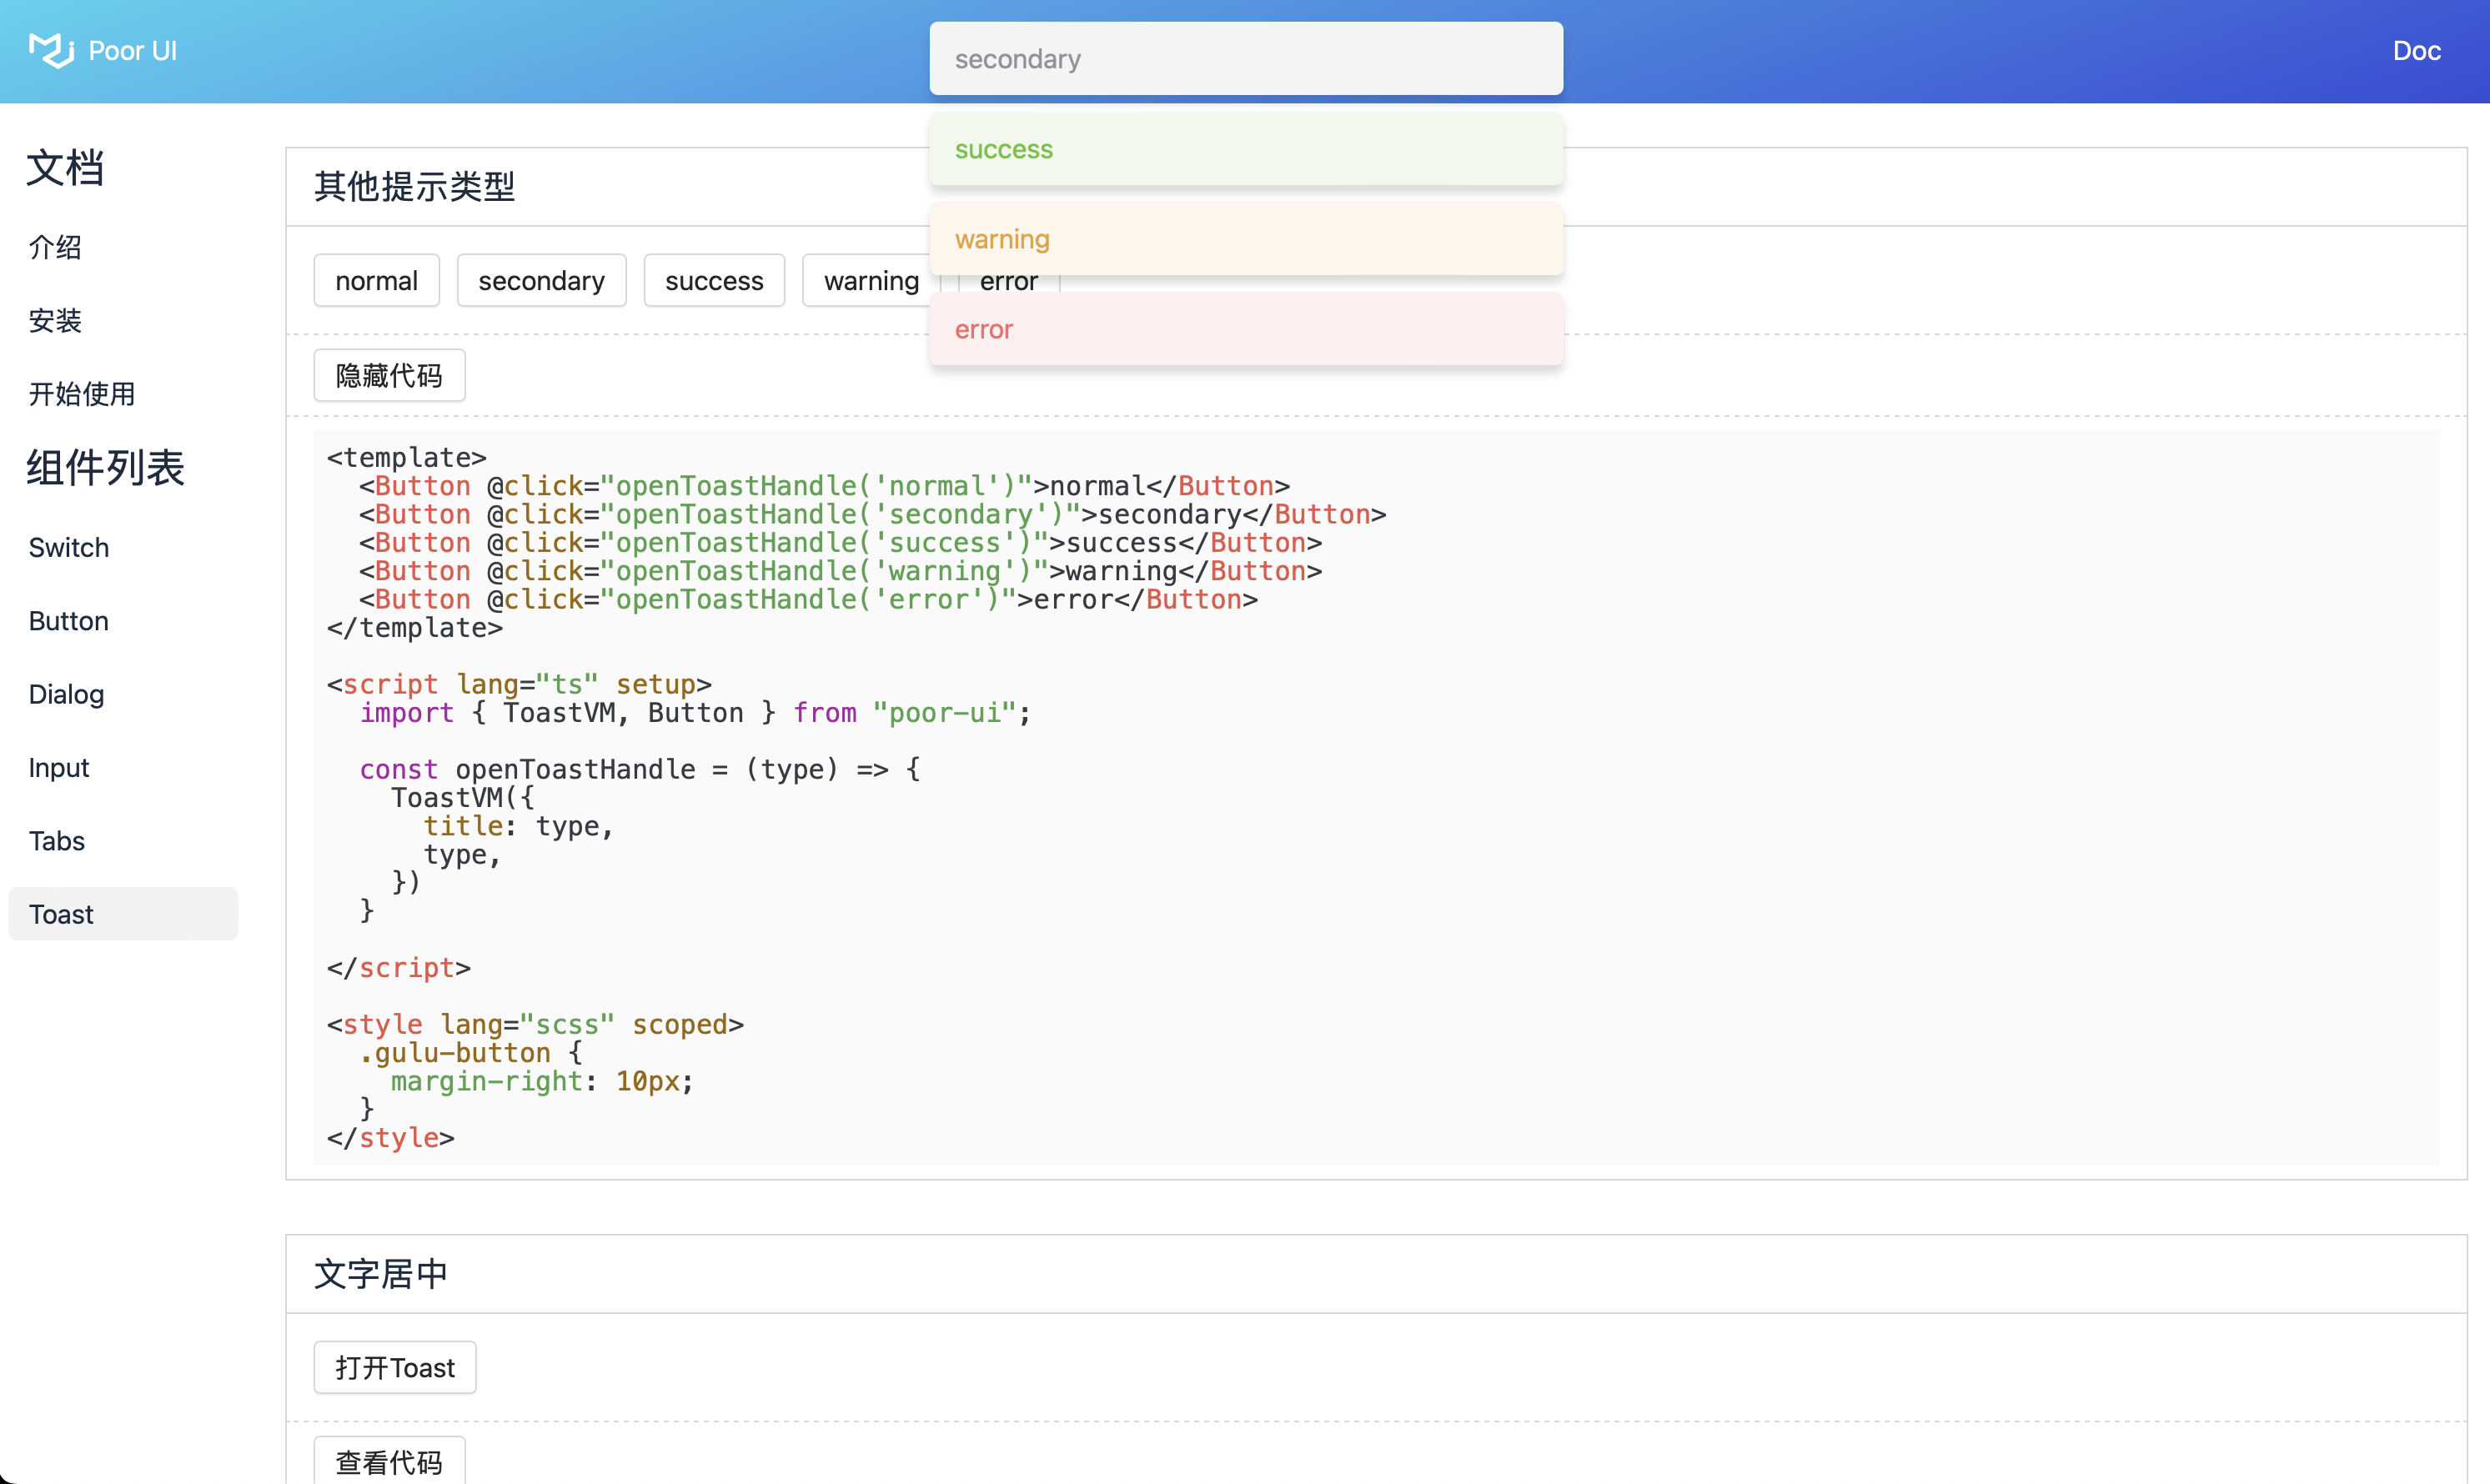 Poor UI
Doc
secondary
success
warning
error
文档
介绍
安装
开始使用
组件列表
Switch
Button
Dialog
Input
Tabs
Toast
其他提示类型
normal
secondary
success
warning
error
隐藏代码
<template>
  <Button @click="openToastHandle('normal')">normal</Button>
  <Button @click="openToastHandle('secondary')">secondary</Button>
  <Button @click="openToastHandle('success')">success</Button>
  <Button @click="openToastHandle('warning')">warning</Button>
  <Button @click="openToastHandle('error')">error</Button>
</template>
<script lang="ts" setup>
  import { ToastVM, Button } from "poor-ui";
  const openToastHandle = (type) => {
    ToastVM({
      title: type,
      type,
    })
  }
</script>
<style lang="scss" scoped>
  .gulu-button {
    margin-right: 10px;
  }
</style>
文字居中
打开Toast
查看代码